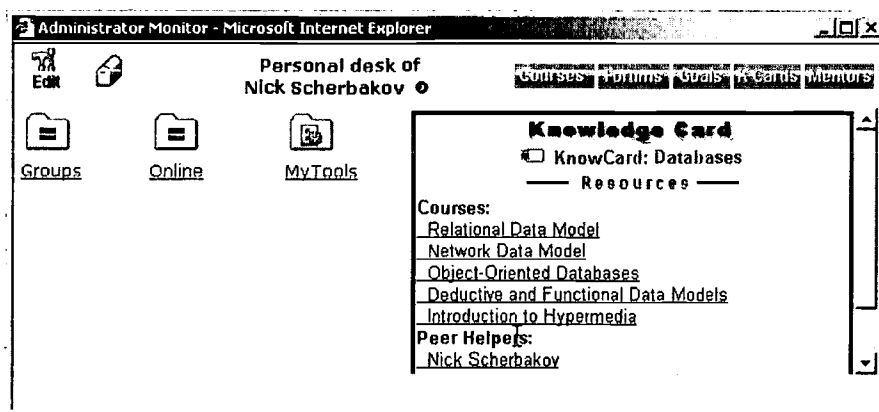 Administrator Monitor - Microsoft Internet Explorer
Edit
Personal desk of
Nick Scherbakov
Courses Forums Goals K-Cards Mentors
Groups
Online
MyTools
Knowledge Card
KnowCard: Databases
Resources
Courses:
Relational Data Model
Network Data Model
Object-Oriented Databases
Deductive and Functional Data Models
Introduction to Hypermedia
Peer Helpers:
Nick Scherbakov